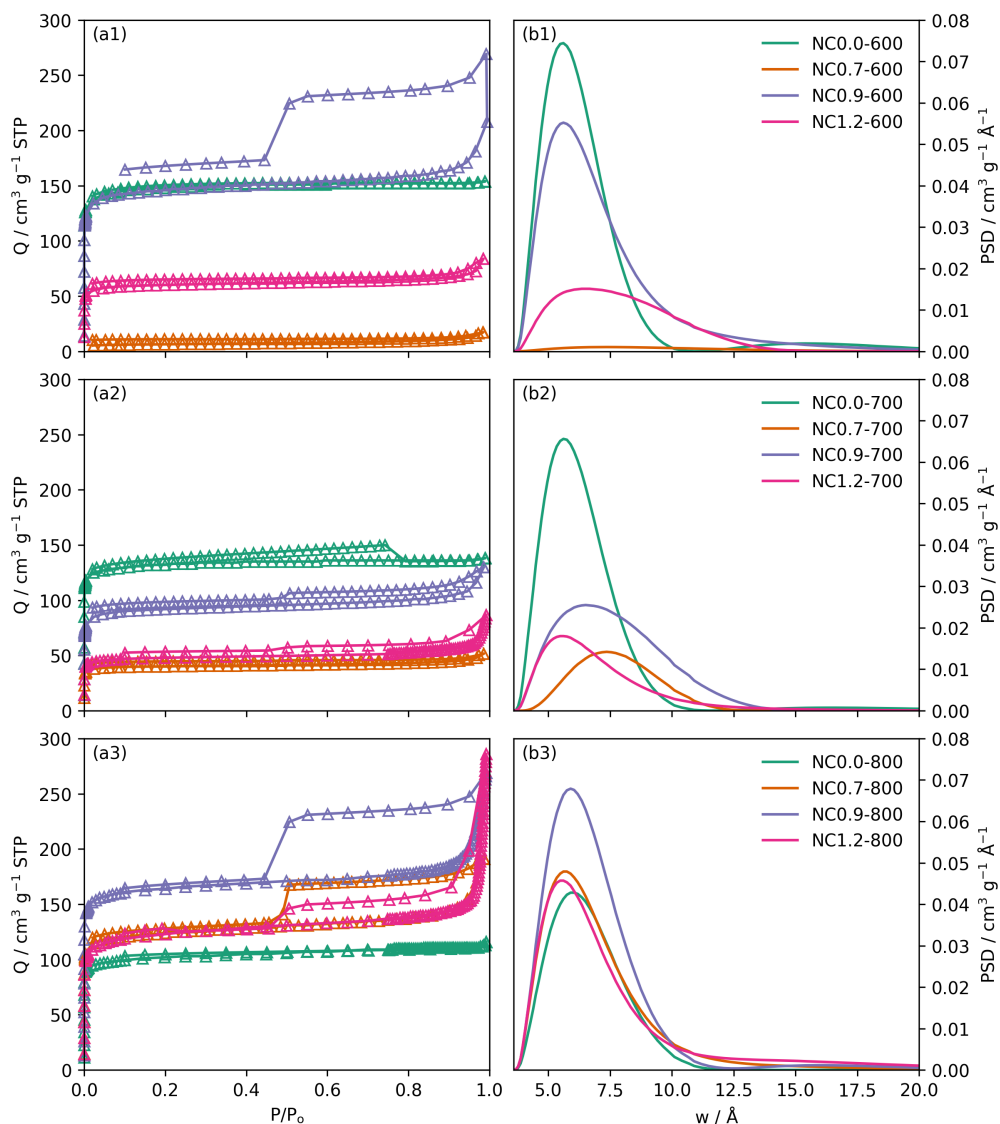 (a1)
300
250
200
150
100
50
0
Q / cm³ g⁻¹ STP
(b1)
NC0.0-600
NC0.7-600
NC0.9-600
NC1.2-600
0.08
0.07
0.06
0.05
0.04
0.03
0.02
0.01
0.00
PSD / cm³ g⁻¹ Å⁻¹
(a2)
300
250
200
150
100
50
0
Q / cm³ g⁻¹ STP
(b2)
NC0.0-700
NC0.7-700
NC0.9-700
NC1.2-700
0.08
0.07
0.06
0.05
0.04
0.03
0.02
0.01
0.00
PSD / cm³ g⁻¹ Å⁻¹
(a3)
300
250
200
150
100
50
0
Q / cm³ g⁻¹ STP
0.0 0.2 0.4 0.6 0.8 1.0
P/Pₒ
(b3)
NC0.0-800
NC0.7-800
NC0.9-800
NC1.2-800
0.08
0.07
0.06
0.05
0.04
0.03
0.02
0.01
0.00
PSD / cm³ g⁻¹ Å⁻¹
5.0 7.5 10.0 12.5 15.0 17.5 20.0
w / Å